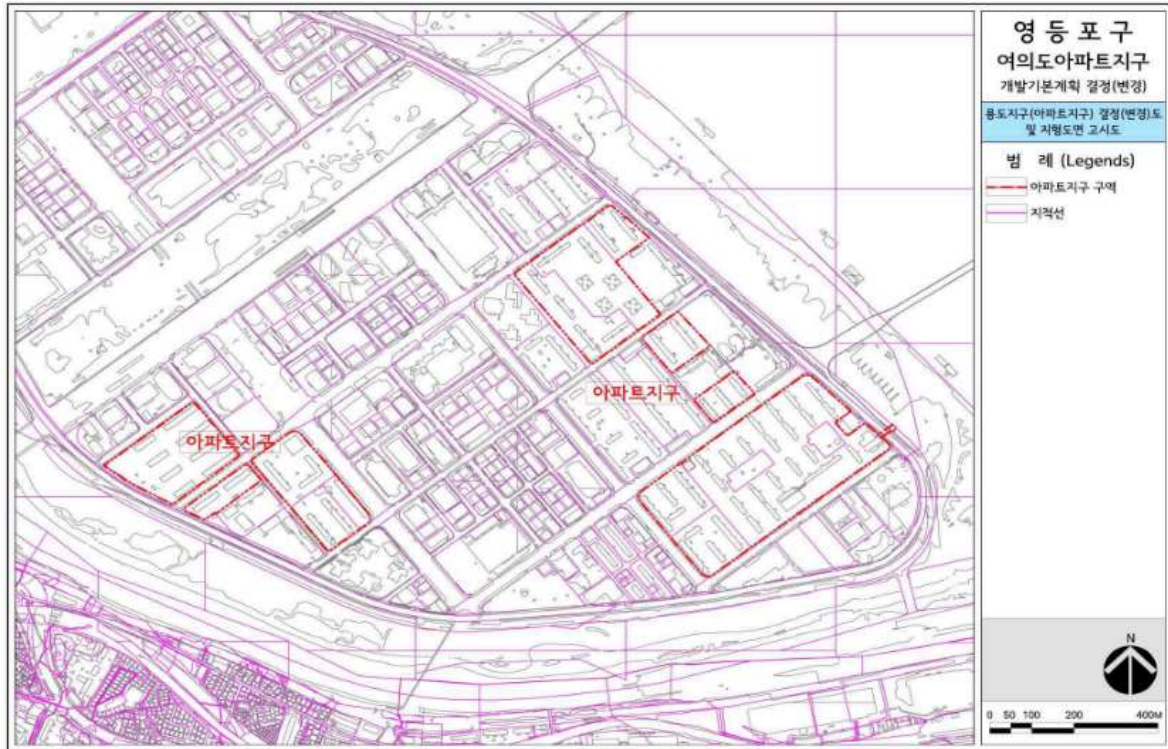 영등포구
여의도아파트지구
개발기본계획 결정(변경)
용도지구(아파트지구) 결정(변경)도
및 지형도면 고시도
범 례 (Legends)
아파트지구 구역
지적선
아파트지구
아파트지구
N
0 50 100 200 400M